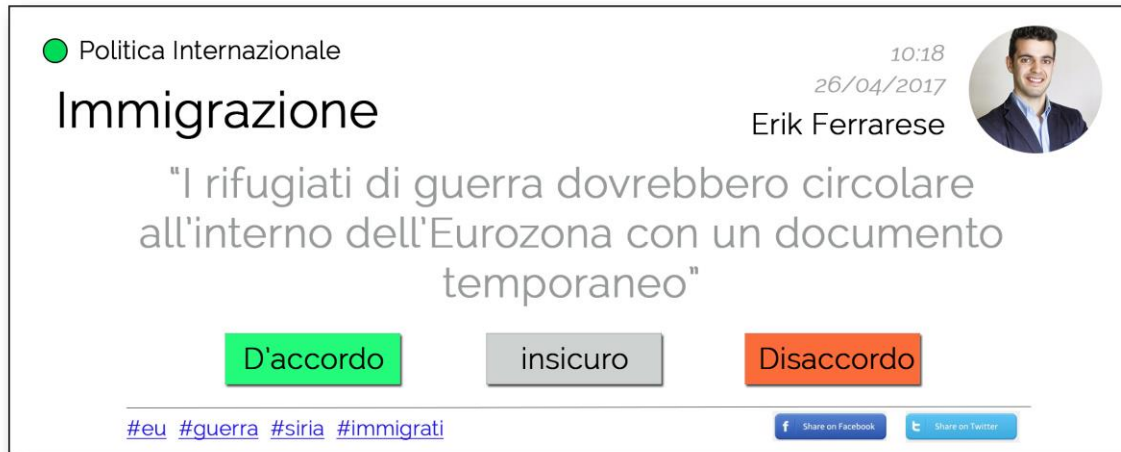 Politica Internazionale
Immigrazione
10:18
26/04/2017
Erik Ferrarese
"I rifugiati di guerra dovrebbero circolare
all'interno dell'Eurozona con un documento
temporaneo"
D'accordo
insicuro
Disaccordo
#eu #guerra #siria #immigrati
f Share on Facebook
t Share on Twitter